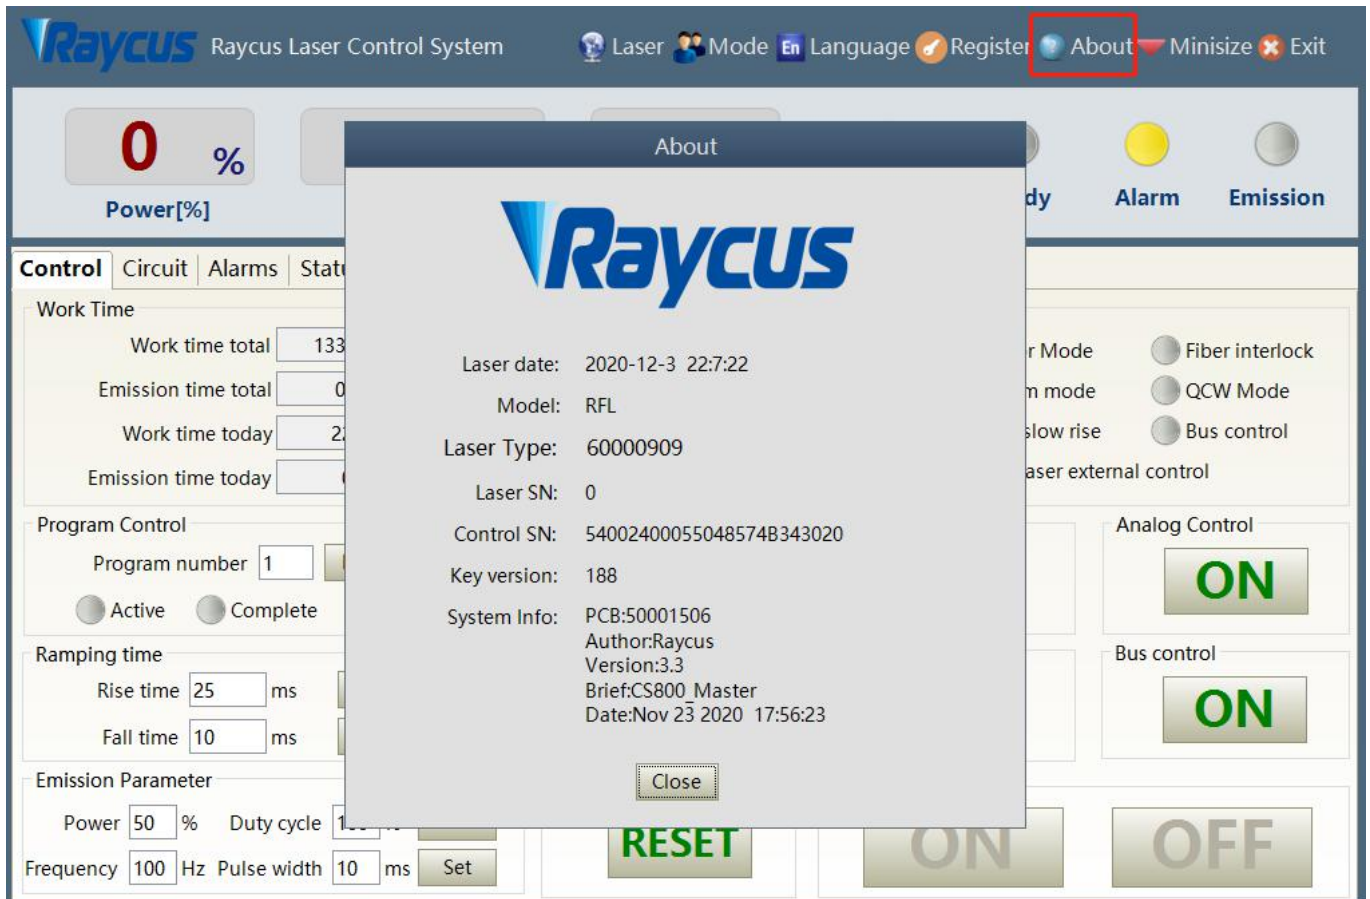 Raycus Raycus Laser Control System Laser Mode En Language Register About Minisize Exit
0 %
Power[%]
dy Alarm Emission
Control Circuit Alarms
Work Time
Work time total 133
Emission time total 0
Work time today
Emission time today
r Mode Fiber interlock
m mode QCW Mode
slow rise Bus control
aser external control
Program Control
Program number 1
Active Complete
Ramping time
Rise time 25 ms
Fall time 10 ms
Emission Parameter
Power 50 % Duty cycle
Frequency 100 Hz Pulse width 10 ms Set
About
Raycus
Laser date: 2020-12-3 22:7:22
Model: RFL
Laser Type: 60000909
Laser SN: 0
Control SN: 54002400055048574B343020
Key version: 188
System Info: PCB:50001506
Author:Raycus
Version:3.3
Brief:CS800_Master
Date:Nov 23 2020 17:56:23
Close
Analog Control
ON
Bus control
ON
RESET
ON OFF